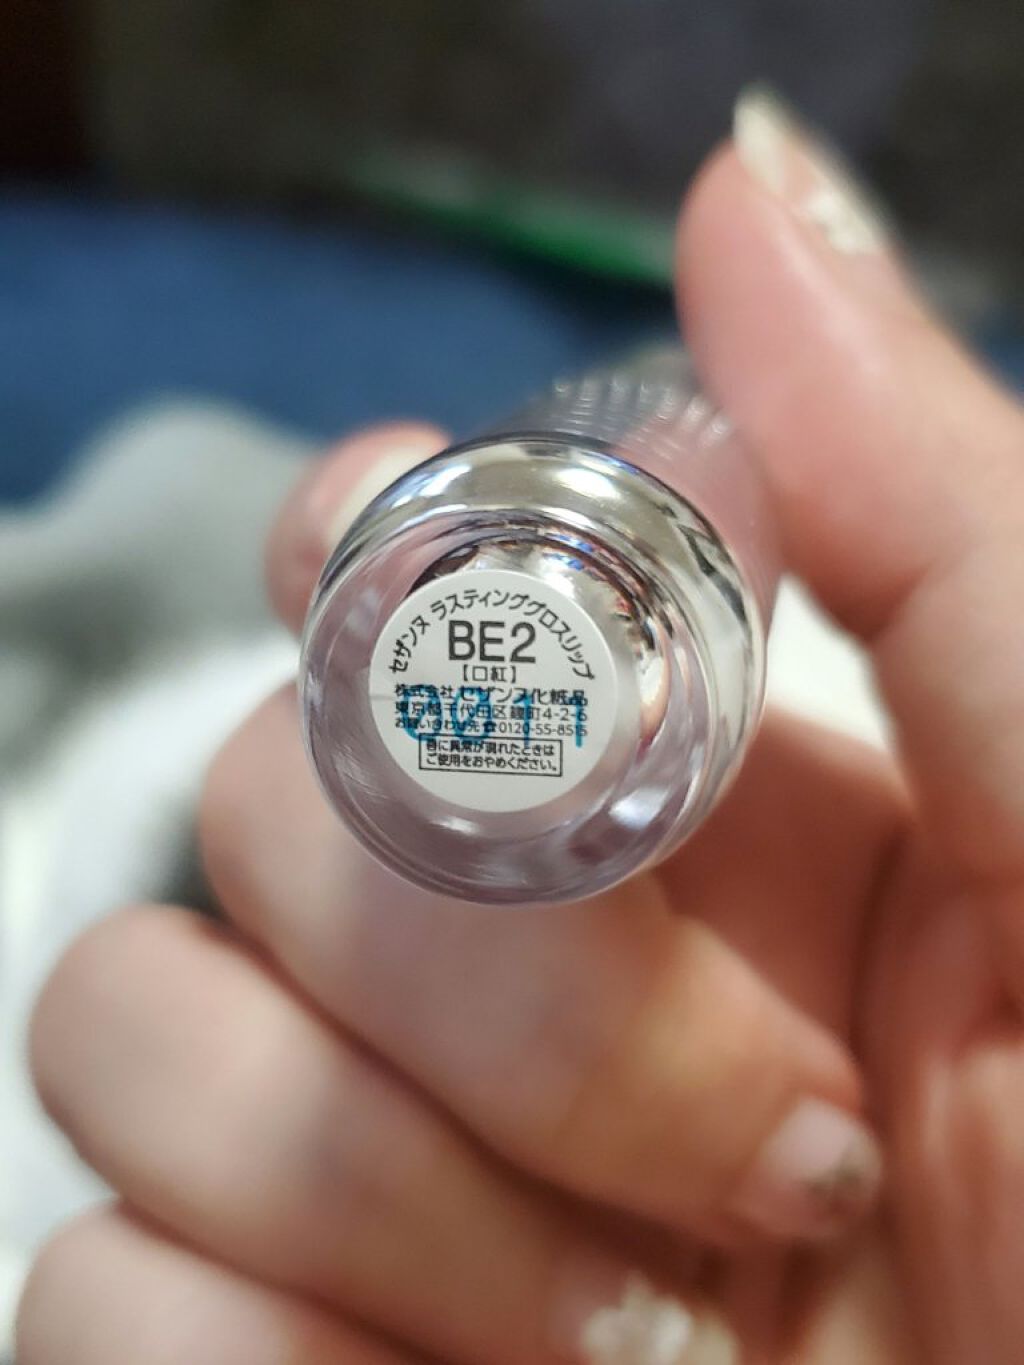 セザンヌ ラスティンググロスリップ
BE2
【口紅】
株式会社 セザンヌ化粧品
東京都千代田区麹町4-2-6
お問い合わせ先 ☎0120-55-8515
唇に異常が現れたときは
ご使用をおやめください。